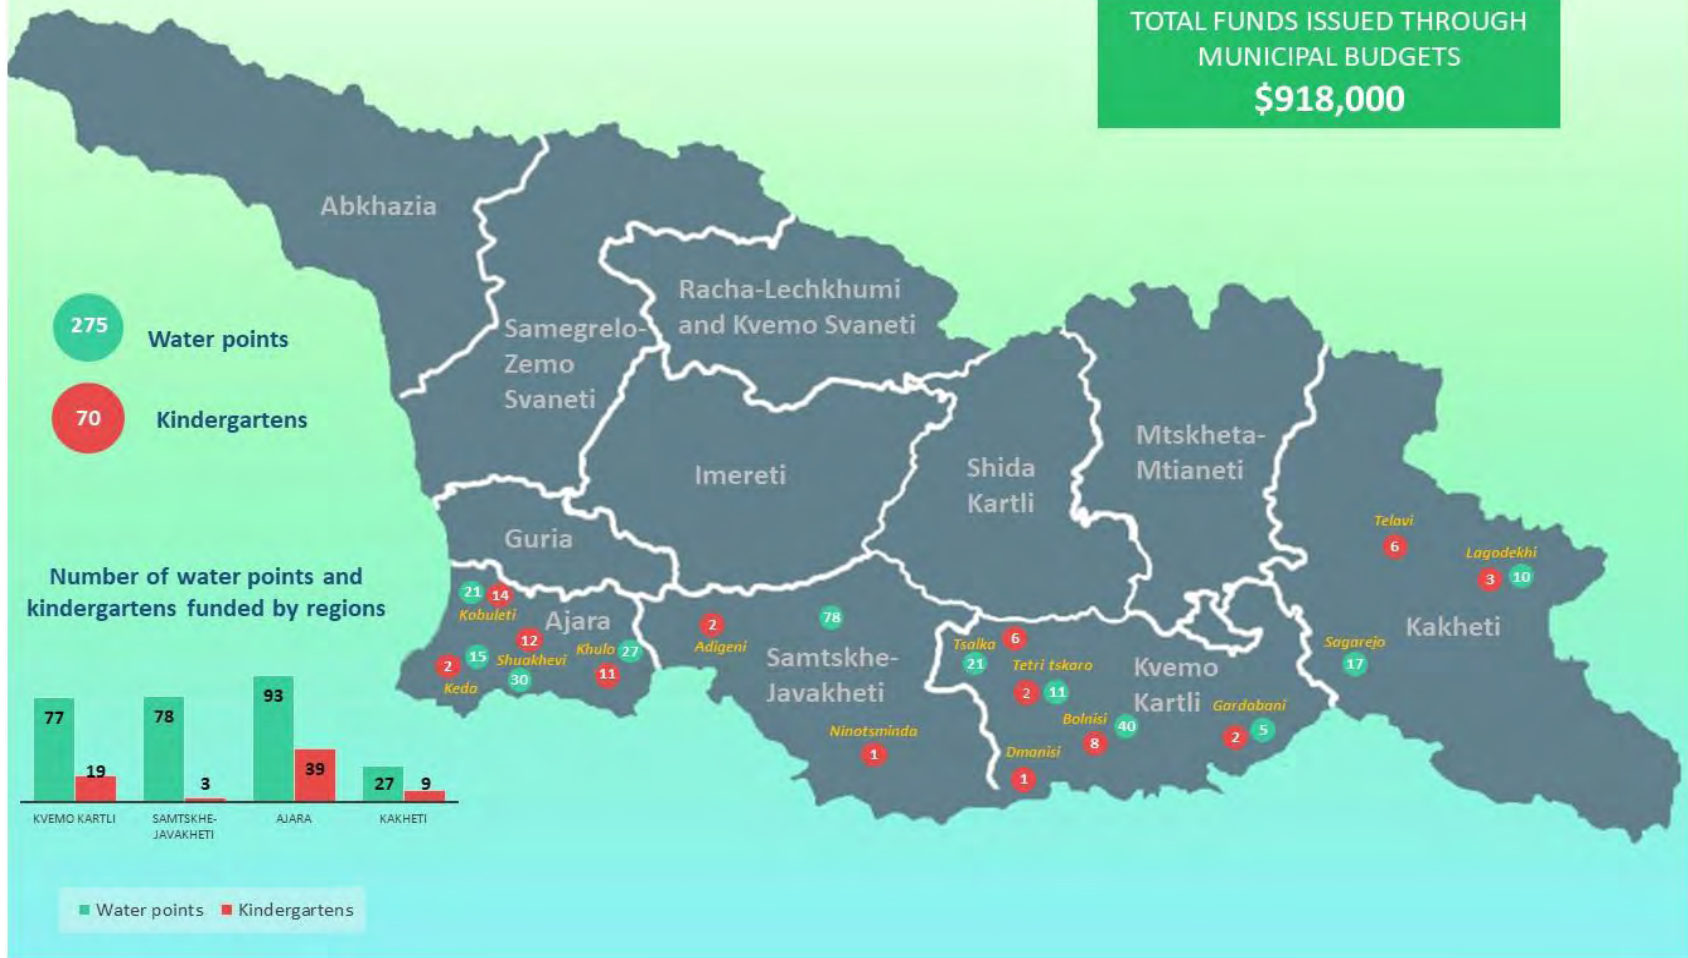 TOTAL FUNDS ISSUED THROUGH
MUNICIPAL BUDGETS
$918,000
Abkhazia
Racha-Lechkhumi
and Kvemo Svaneti
Samegrelo-
Zemo
Svaneti
275
Water points
70
Kindergartens
Mtskheta-
Mtianeti
Imereti
Shida
Kartli
Guria
Telavi
6
Lagodekhi
3 10
Kakheti
Sagarejo
17
Number of water points and
kindergartens funded by regions
21 14
Kobuleti
Ajara
12
Shuakhevi
30
2 15
Keda
Khulo 27
11
2
Adigeni
78
Samtskhe-
Javakheti
Ninotsminda
1
Tsalka 6
21
Tetri tskaro
2 11
Kvemo
Kartli
Bolnisi 40
8
Gardabani
2 5
Dmanisi
1
77 19 78 3 93 39 27 9
KVEMO KARTLI
SAMTSKHE-
JAVAKHETI
AJARA
KAKHETI
Water points Kindergartens